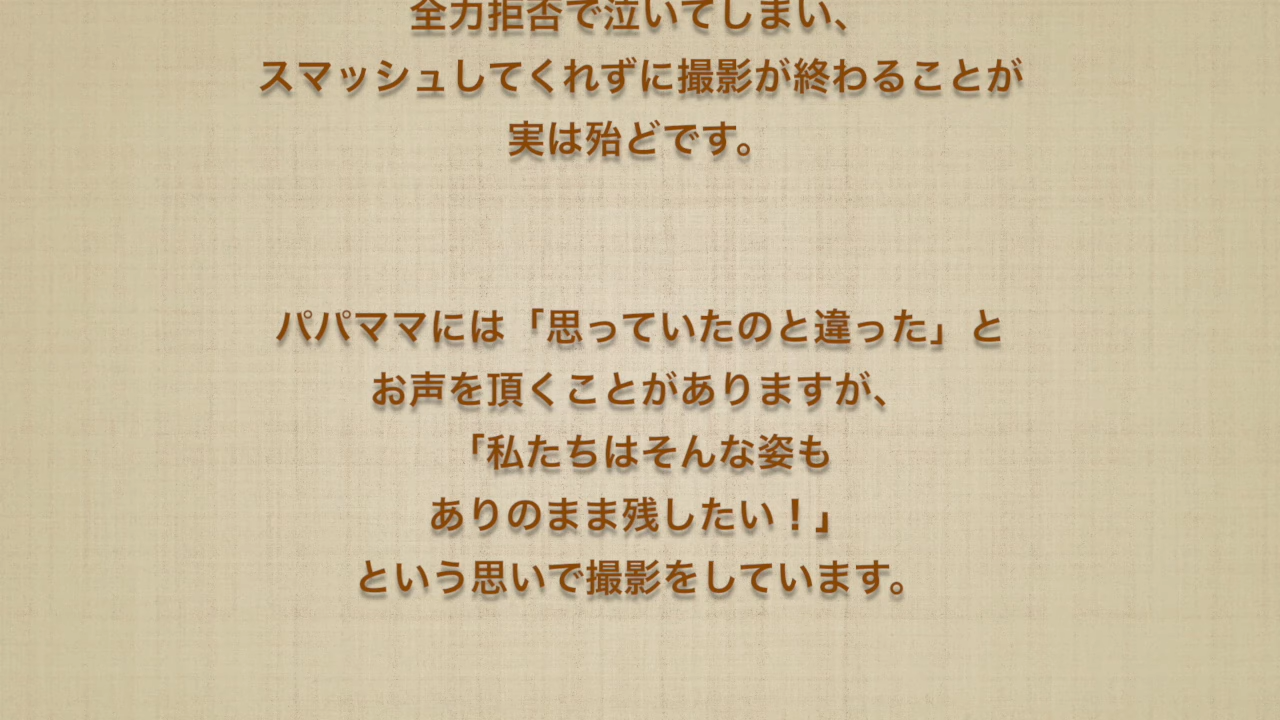 全力拒否で泣いてしまい、
スマッシュしてくれずに撮影が終わることが
実は殆どです。
パパママには「思っていたのと違った」と
お声を頂くことがありますが、
「私たちはそんな姿も
ありのまま残したい！」
という思いで撮影をしています。